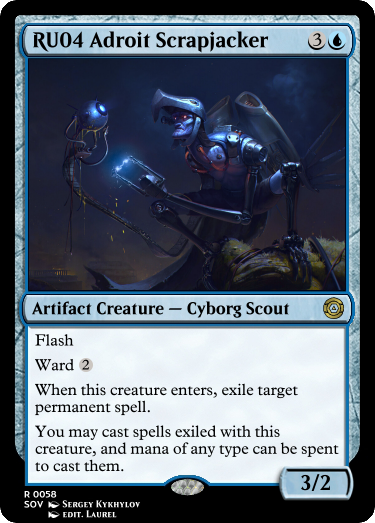 RU04 Adroit Scrapjacker 3
Artifact Creature — Cyborg Scout
Flash
Ward 2
When this creature enters, exile target
permanent spell.
You may cast spells exiled with this
creature, and mana of any type can be spent
to cast them.
3/2
R 0058
SOV Sergey Kykhylov
edit. Laurel